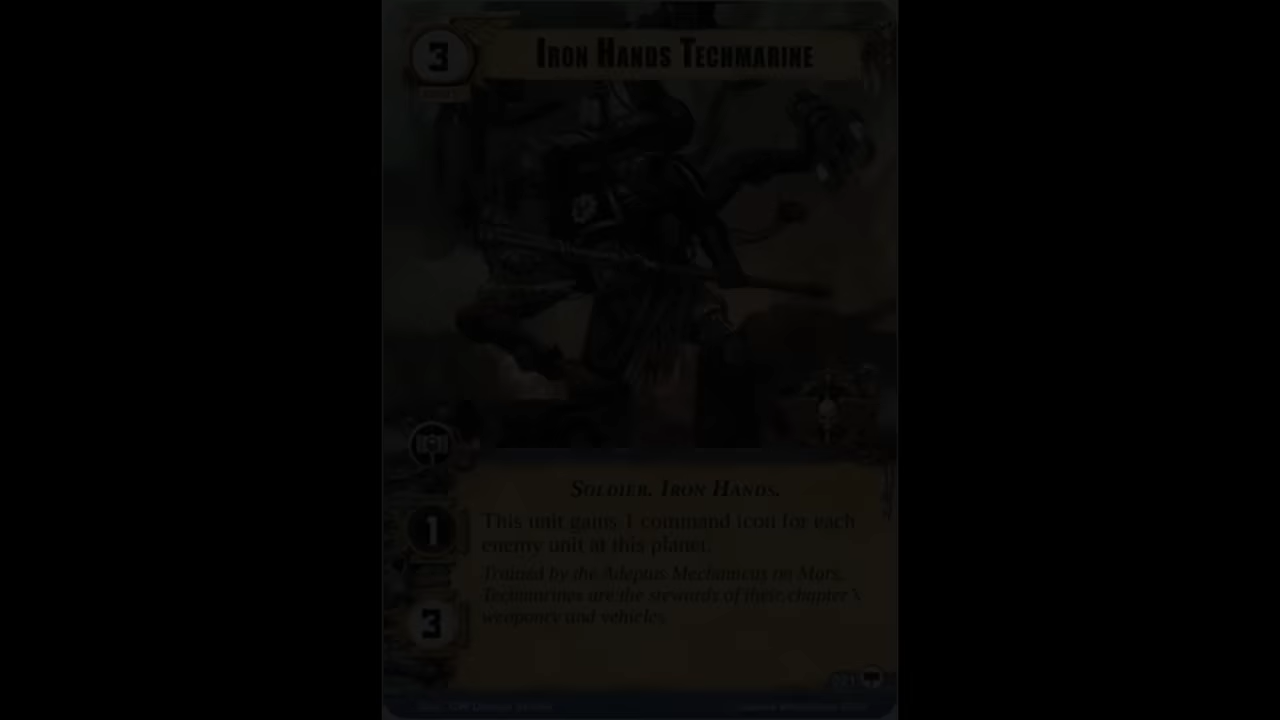 3
IRON HANDS TECHMARINE
SOLDIER. IRON HANDS.
1
This unit gains 1 command icon for each
enemy unit at this planet.
Trained by the Adeptus Mechanicus on Mars,
Techmarines are the stewards of their chapter's
weaponry and vehicles.
3